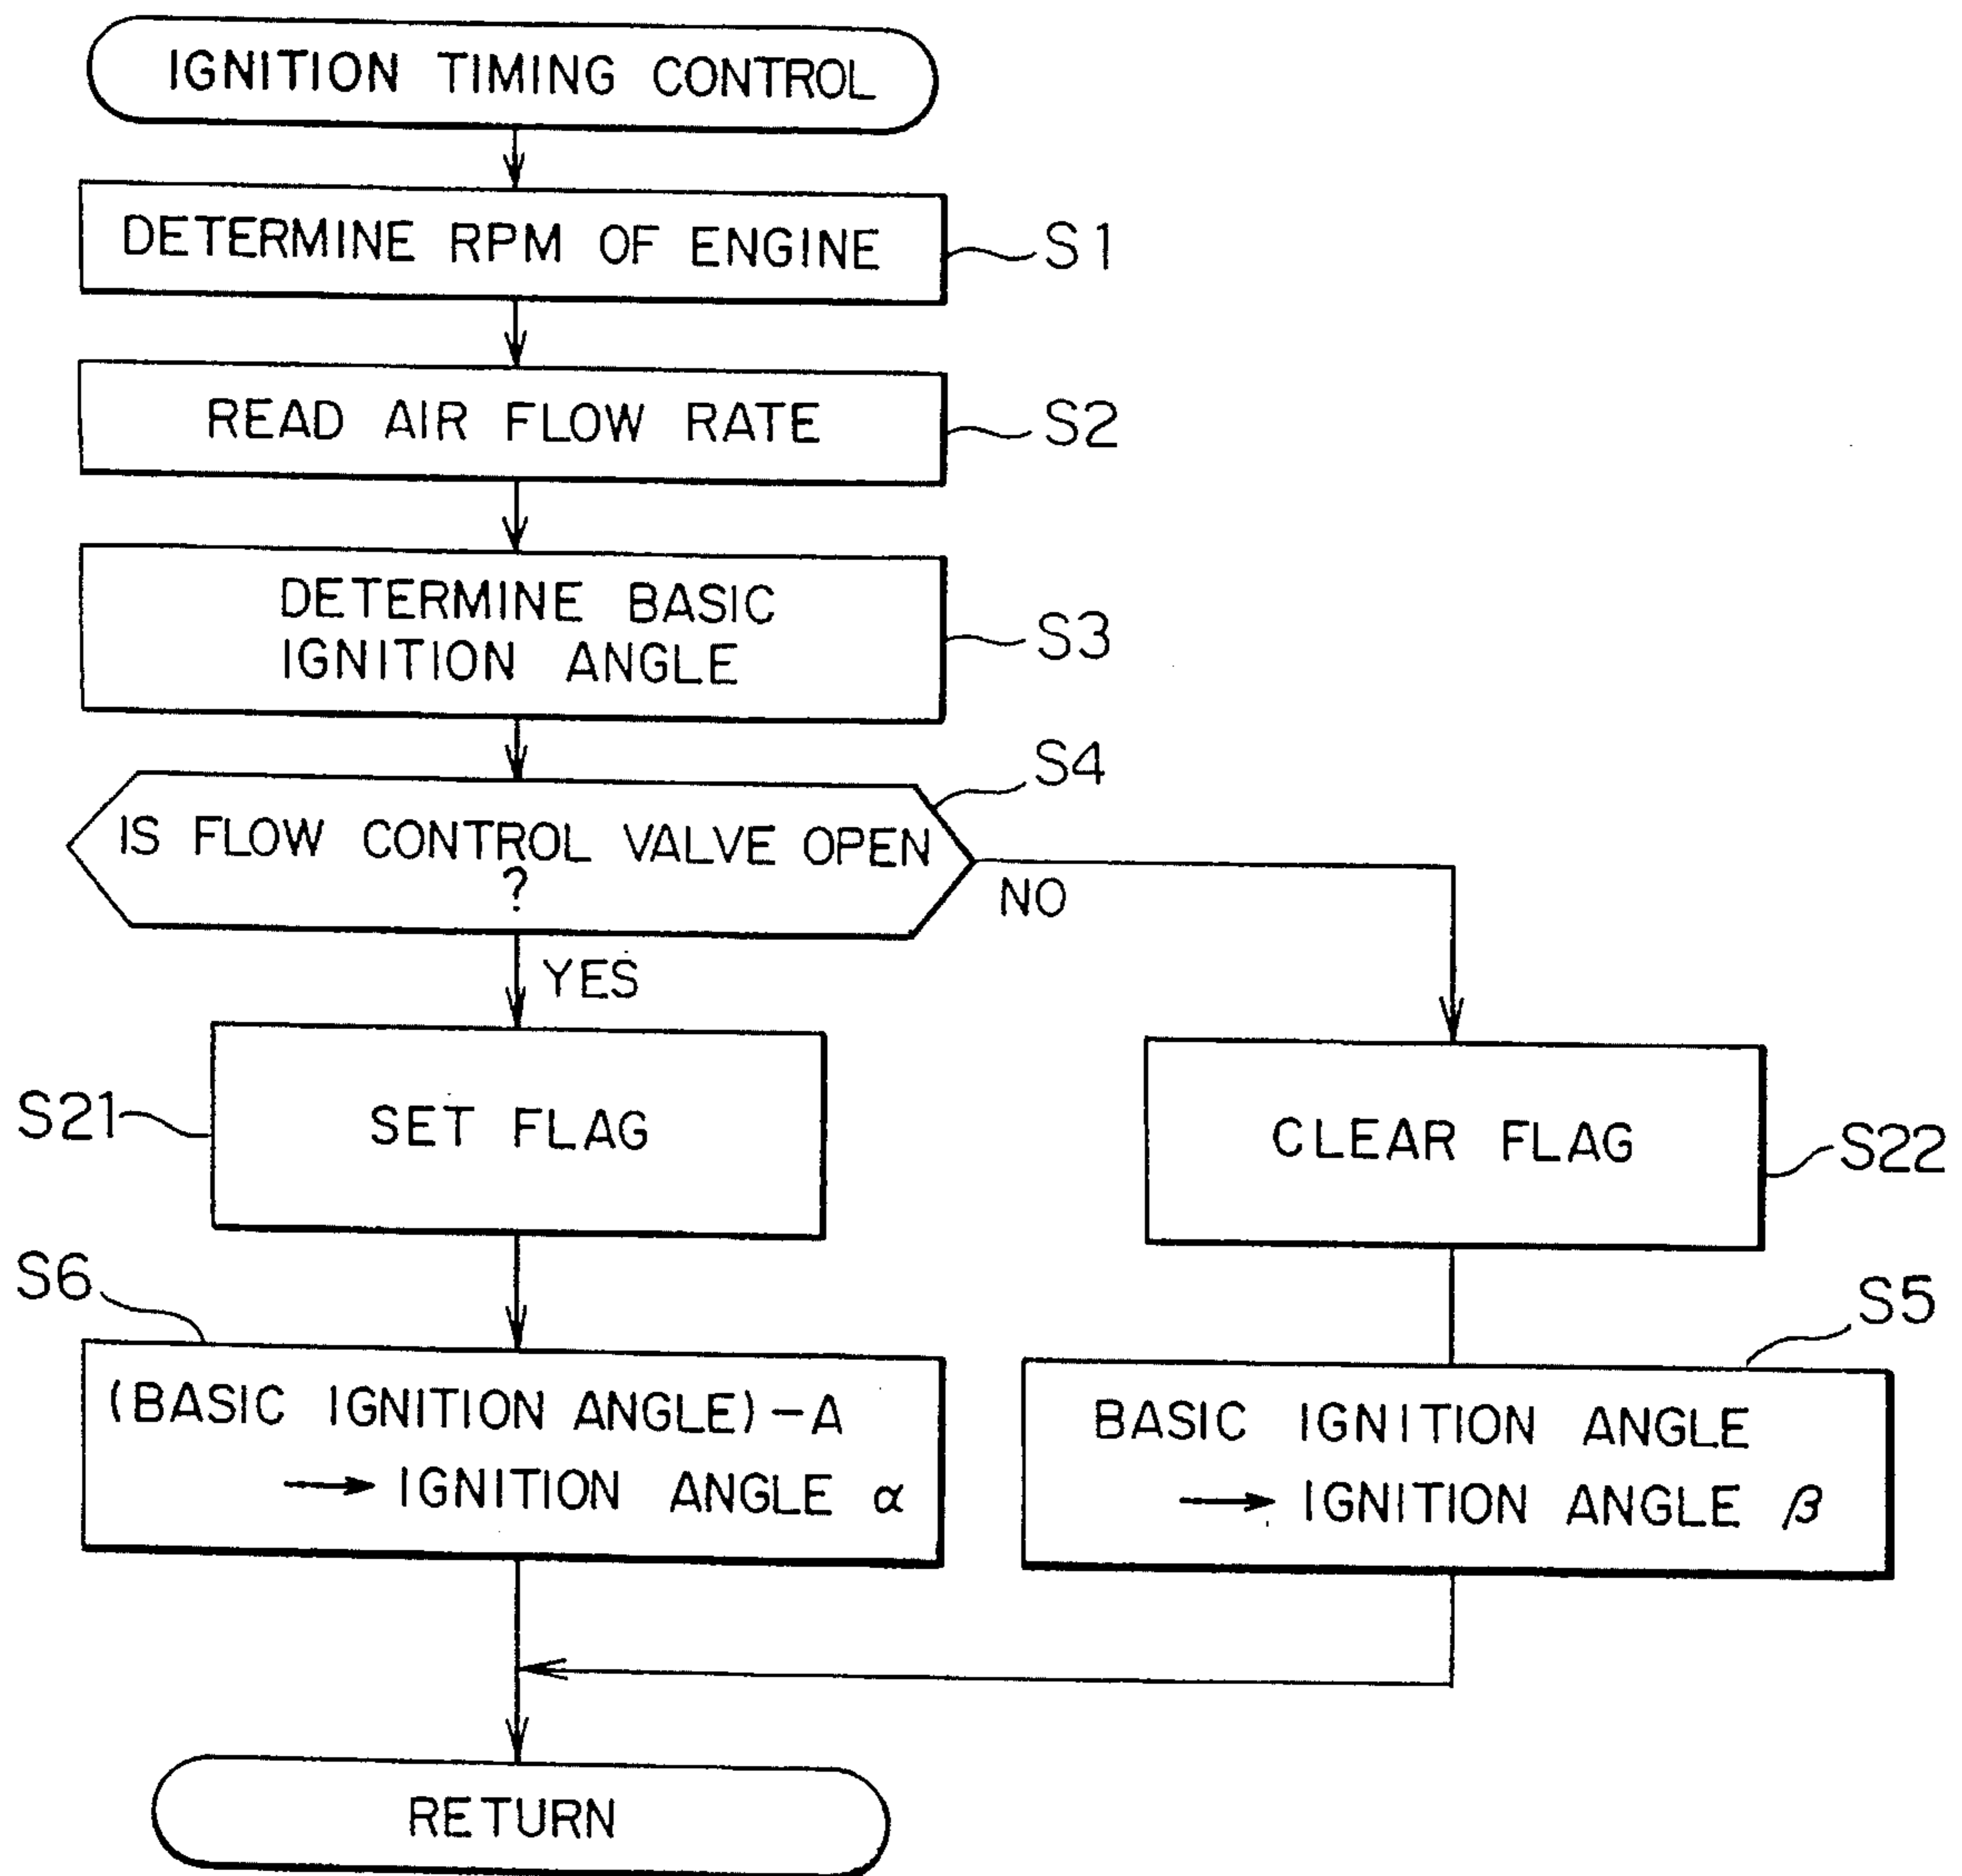 IGNITION TIMING CONTROL
DETERMINE RPM OF ENGINE
S1
READ AIR FLOW RATE
S2
DETERMINE BASIC
IGNITION ANGLE
S3
S4
IS FLOW CONTROL VALVE OPEN
?
NO
YES
S21
SET FLAG
CLEAR FLAG
S22
S6
(BASIC IGNITION ANGLE)-A
→ IGNITION ANGLE α
S5
BASIC IGNITION ANGLE
→ IGNITION ANGLE β
RETURN